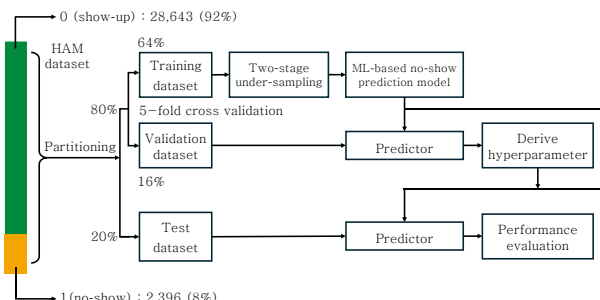 0 (show-up) : 28,643 (92%)
HAM
dataset
64%
Training
dataset
Two-stage
under-sampling
ML-based no-show
prediction model
80%
5-fold cross validation
Partitioning
Validation
dataset
Predictor
Derive
hyperparameter
16%
20%
Test
dataset
Predictor
Performance
evaluation
1(no-show) : 2,396 (8%)